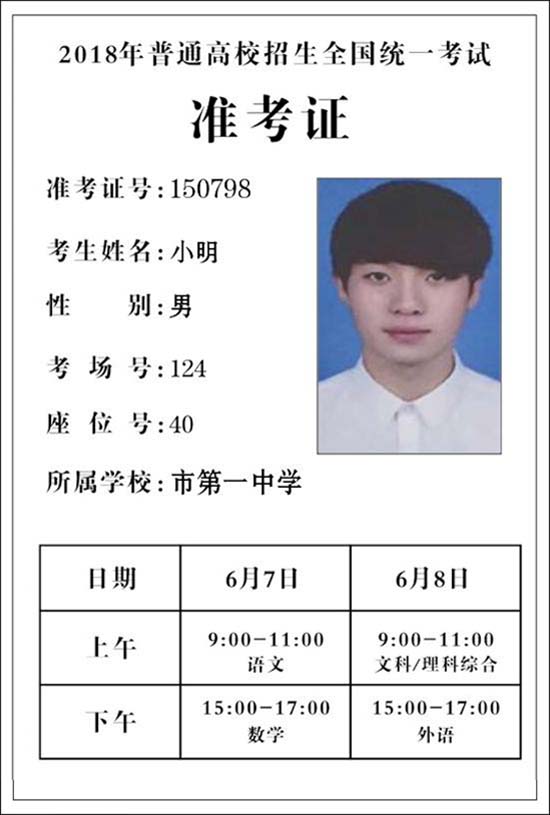 2018年普通高校招生全国统一考试
准考证
准考证号:150798
考生姓名:小明
性 别:男
考 场 号:124
座 位 号:40
所属学校:市第一中学
日期 6月7日 6月8日
上午 9:00-11:00 语文 9:00-11:00 文科/理科综合
下午 15:00-17:00 数学 15:00-17:00 外语